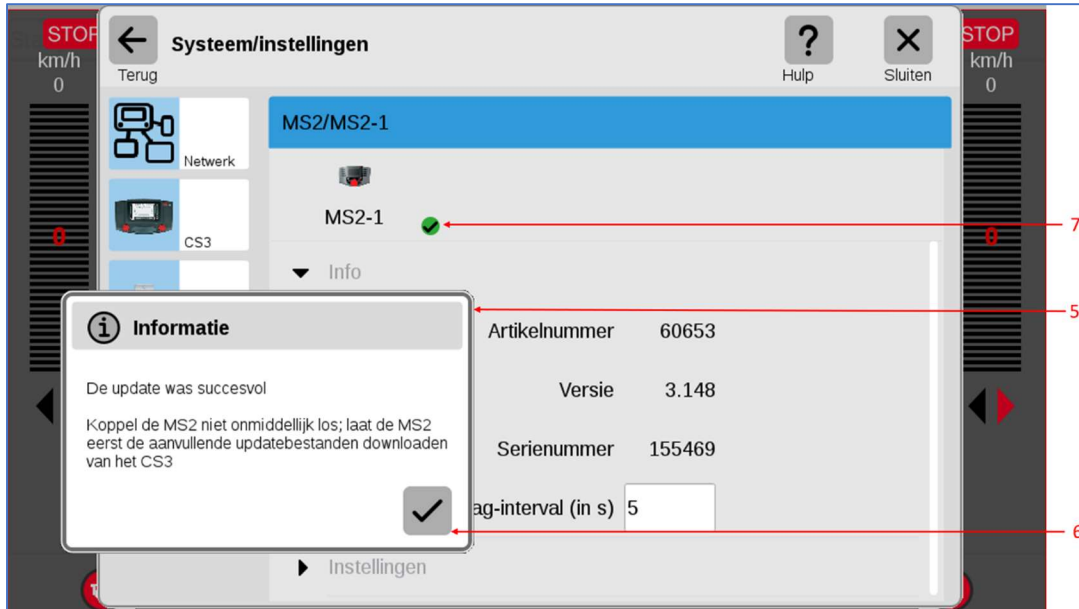 STOP
km/h
0
0
Terug
Systeem/instellingen
Hulp
Sluiten
STOP
km/h
0
0
Netwerk
CS3
MS2/MS2-1
MS2-1
7
Info
5
Artikelnummer 60653
Versie 3.148
Serienummer 155469
ag-interval (in s) 5
6
Instellingen
Informatie
De update was succesvol
Koppel de MS2 niet onmiddellijk los; laat de MS2
eerst de aanvullende updatebestanden downloaden
van het CS3